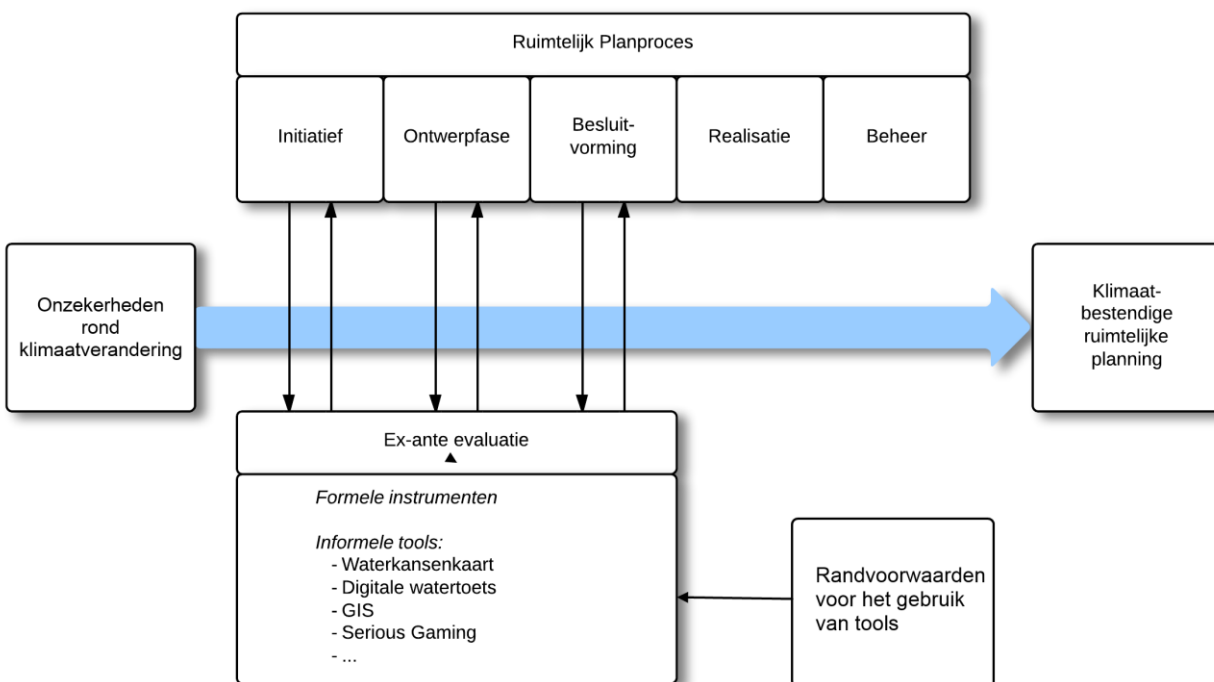 Ruimtelijk Planproces
Initiatief
Ontwerpfase
Besluit-
vorming
Realisatie
Beheer
Onzekerheden
rond
klimaatverandering
Klimaat-
bestendige
ruimtelijke
planning
Ex-ante evaluatie
Formele instrumenten
Informele tools:
- Waterkansenkaart
- Digitale watertoets
- GIS
- Serious Gaming
- ...
Randvoorwaarden
voor het gebruik
van tools